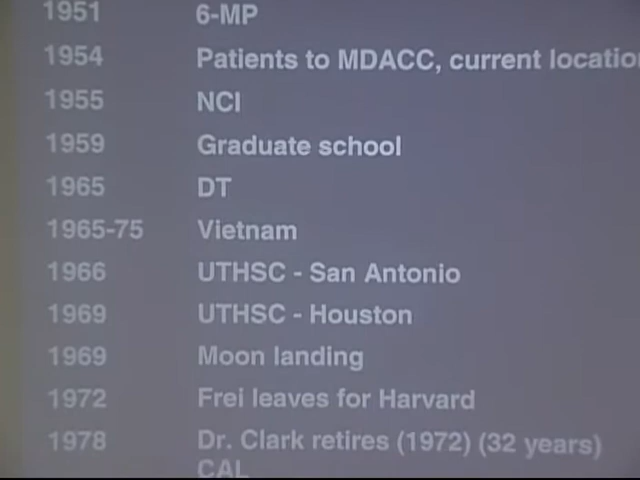 1951 6-MP
1954 Patients to MDACC, current locatio
1955 NCI
1959 Graduate school
1965 DT
1965-75 Vietnam
1966 UTHSC - San Antonio
1969 UTHSC - Houston
1969 Moon landing
1972 Frei leaves for Harvard
1978 Dr. Clark retires (1972) (32 years)
CAL